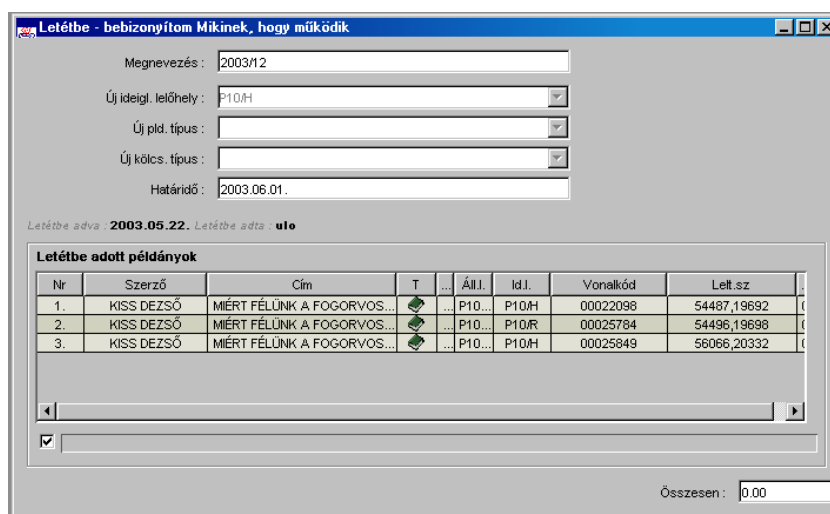 Letétbe - bebizonyítom Mikinek, hogy működik
Megnevezés : 2003/12
Új ideigl. lelőhely : P10/H
Új pld. típus :
Új kölcs. típus :
Határidő : 2003.06.01.
Letétbe adva : 2003.05.22. Letétbe adta : ulo
Letétbe adott példányok
Nr Szerző Cím T ... Áll.l. Id.l. Vonalkód Lelt.sz
1. KISS DEZSŐ MIÉRT FÉLÜNK A FOGORVOS... ... P10... P10/H 00022098 54487,19692
2. KISS DEZSŐ MIÉRT FÉLÜNK A FOGORVOS... ... P10... P10/R 00025784 54496,19698
3. KISS DEZSŐ MIÉRT FÉLÜNK A FOGORVOS... ... P10... P10/H 00025849 56066,20332
Összesen : 0.00